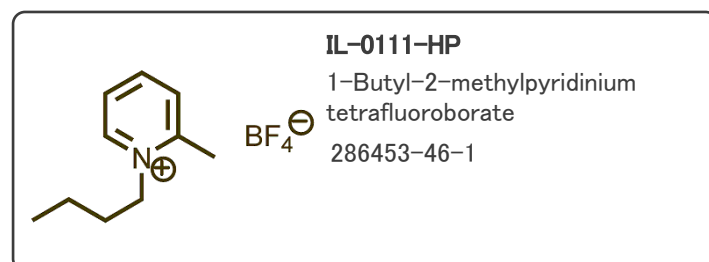 IL-0111-HP
1-Butyl-2-methylpyridinium
tetrafluoroborate
286453-46-1
BF4⊖
N⊕